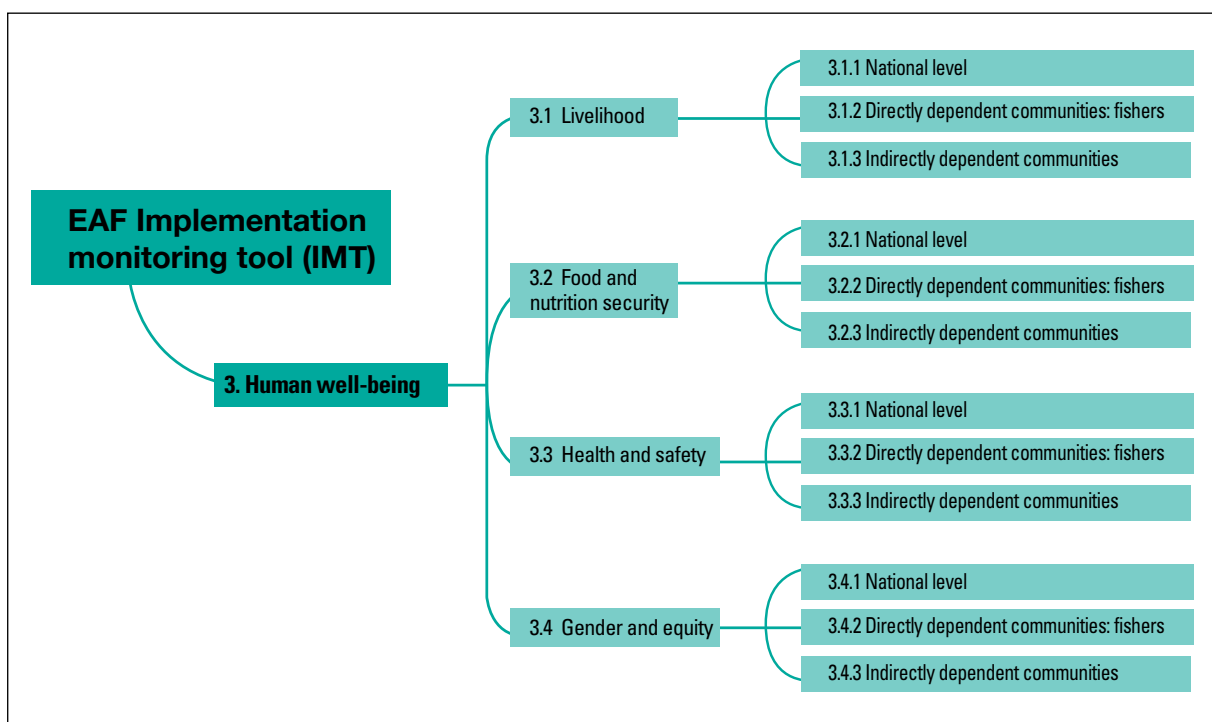 EAF Implementation
monitoring tool (IMT)
3. Human well-being
3.1 Livelihood
3.1.1 National level
3.1.2 Directly dependent communities: fishers
3.1.3 Indirectly dependent communities
3.2 Food and
nutrition security
3.2.1 National level
3.2.2 Directly dependent communities: fishers
3.2.3 Indirectly dependent communities
3.3 Health and safety
3.3.1 National level
3.3.2 Directly dependent communities: fishers
3.3.3 Indirectly dependent communities
3.4 Gender and equity
3.4.1 National level
3.4.2 Directly dependent communities: fishers
3.4.3 Indirectly dependent communities